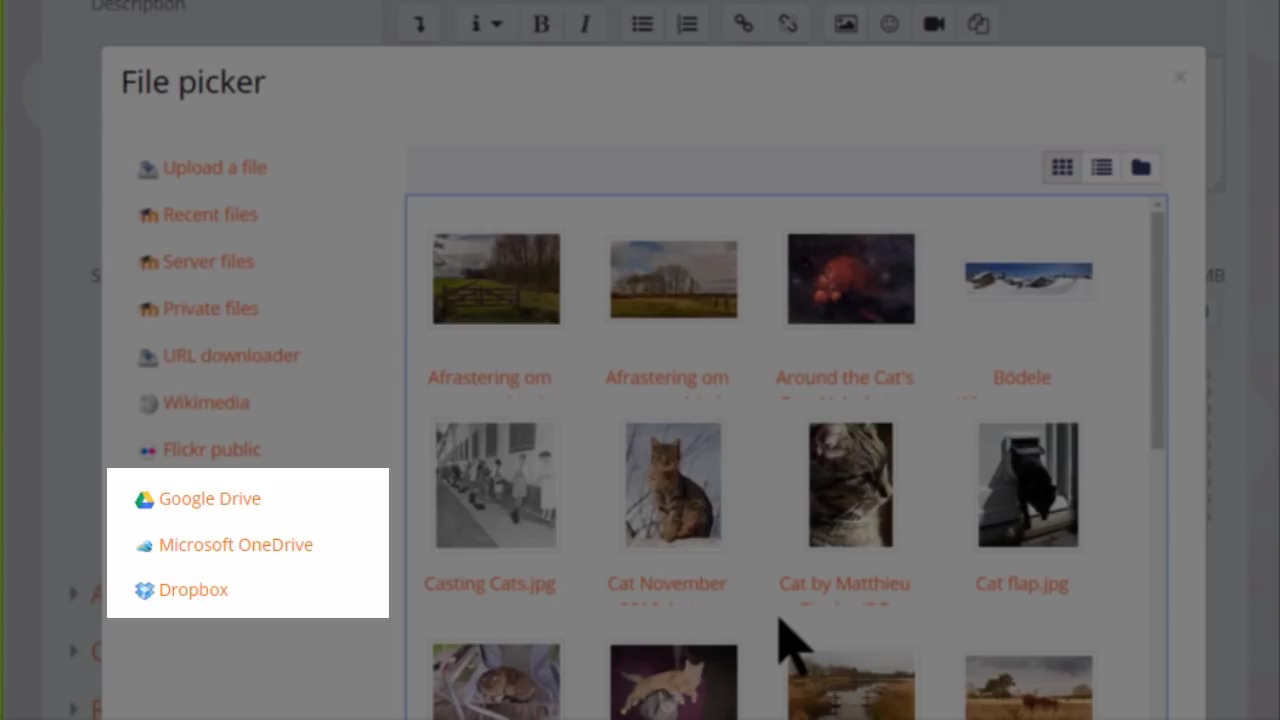 Description
B I
File picker
Upload a file
Recent files
Server files
Private files
URL downloader
Wikimedia
Flickr public
Google Drive
Microsoft OneDrive
Dropbox
MB
Afrastering om Afrastering om Around the Cat's Bödele
Casting Cats.jpg Cat November Cat by Matthieu Cat flap.jpg